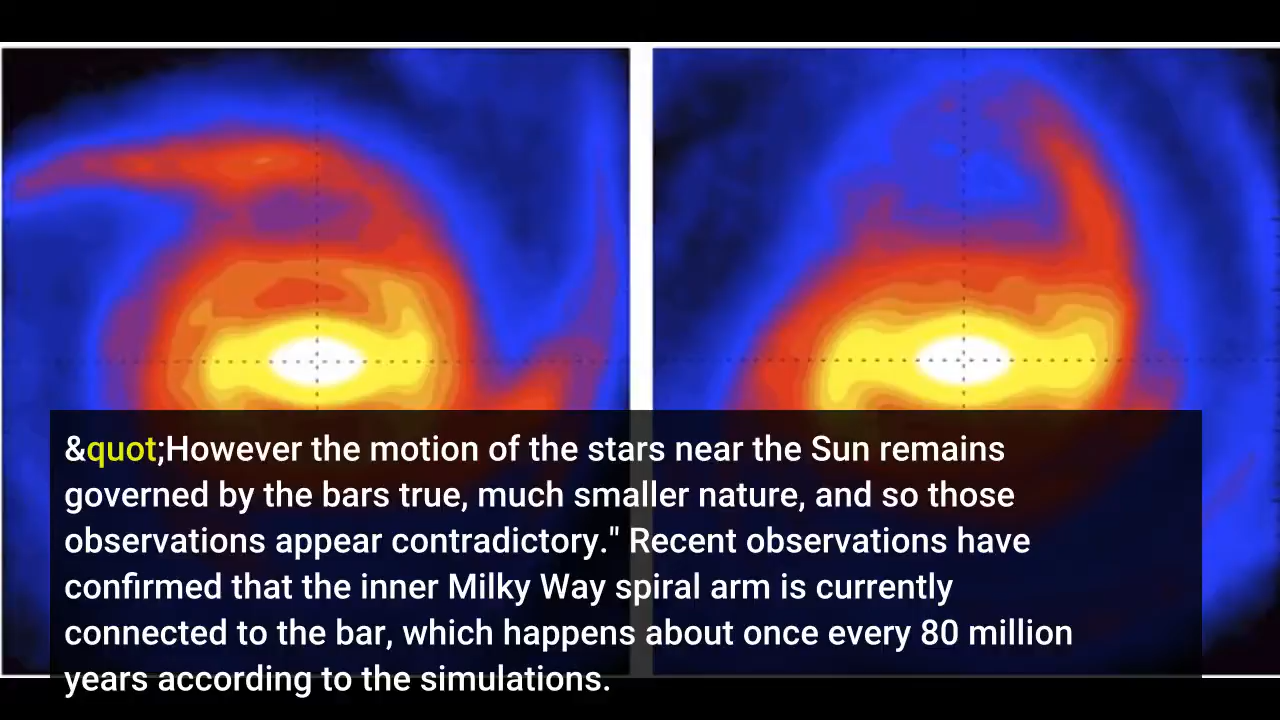 &quot;However the motion of the stars near the Sun remains
governed by the bars true, much smaller nature, and so those
observations appear contradictory." Recent observations have
confirmed that the inner Milky Way spiral arm is currently
connected to the bar, which happens about once every 80 million
years according to the simulations.